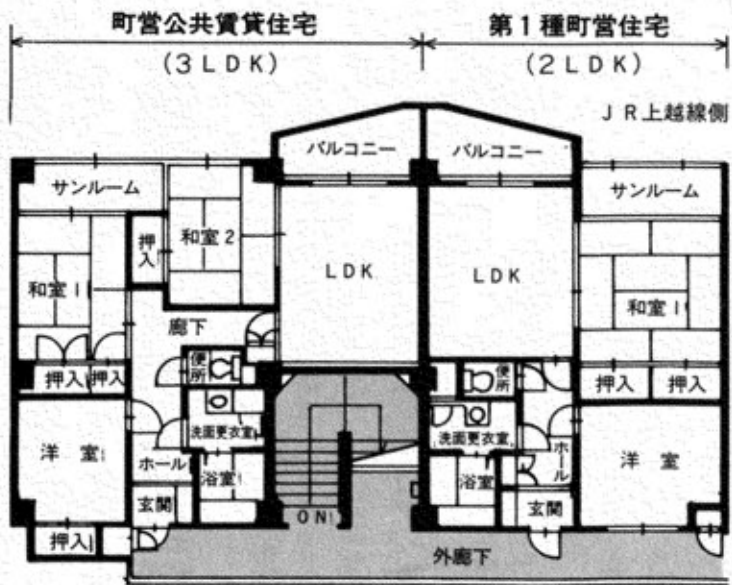 町営公共賃貸住宅
第1種町営住宅
(3LDK)
(2LDK)
JR上越線側
バルコニー
バルコニー
サンルーム
サンルーム
押入
和室2
和室1
LDK
LDK
和室1
廊下
便所
便所
押入
押入
押入
押入
洋室
洗面更衣室
洗面更衣室
洋室
ホール
ホール
浴室
浴室
玄関
ON
玄関
押入
外廊下